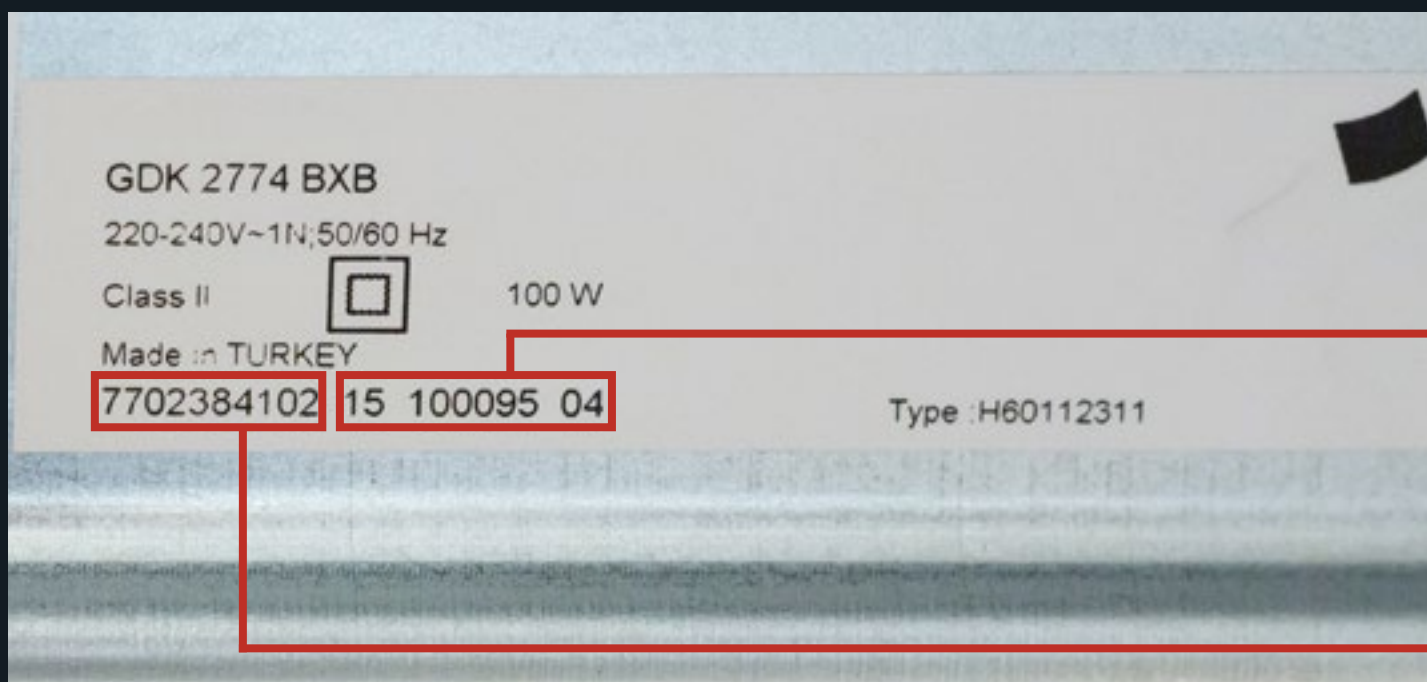 GDK 2774 BXB
220-240V~1N;50/60 Hz
Class II 100 W
Made in TURKEY
7702384102 15 100095 04
Type :H60112311